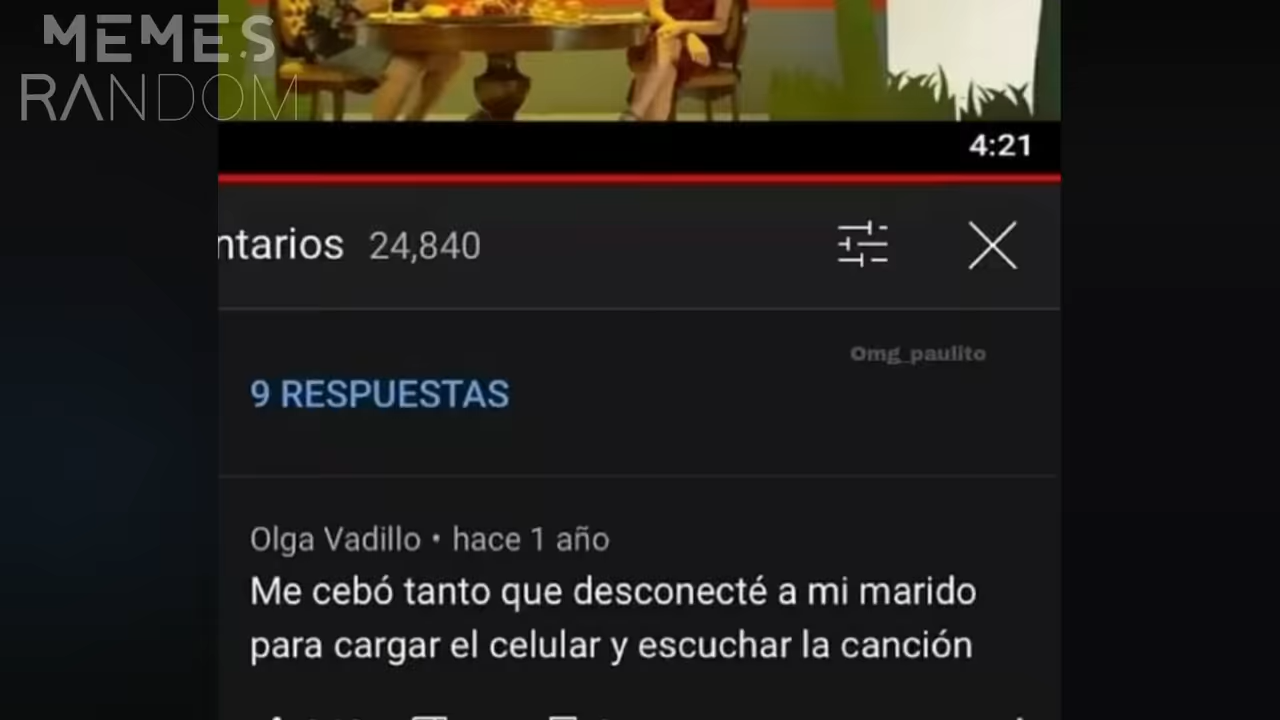 MEMES
RANDOM
4:21
ntarios 24,840
Omg_paulito
9 RESPUESTAS
Olga Vadillo • hace 1 año
Me cebó tanto que desconecté a mi marido
para cargar el celular y escuchar la canción